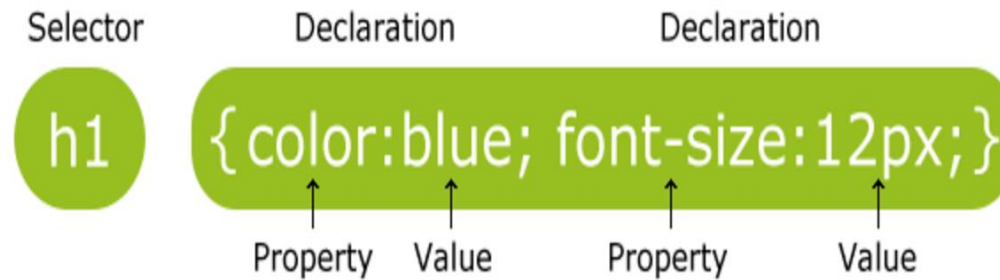 Selector Declaration Declaration
h1 {color:blue; font-size:12px;}
Property Value Property Value